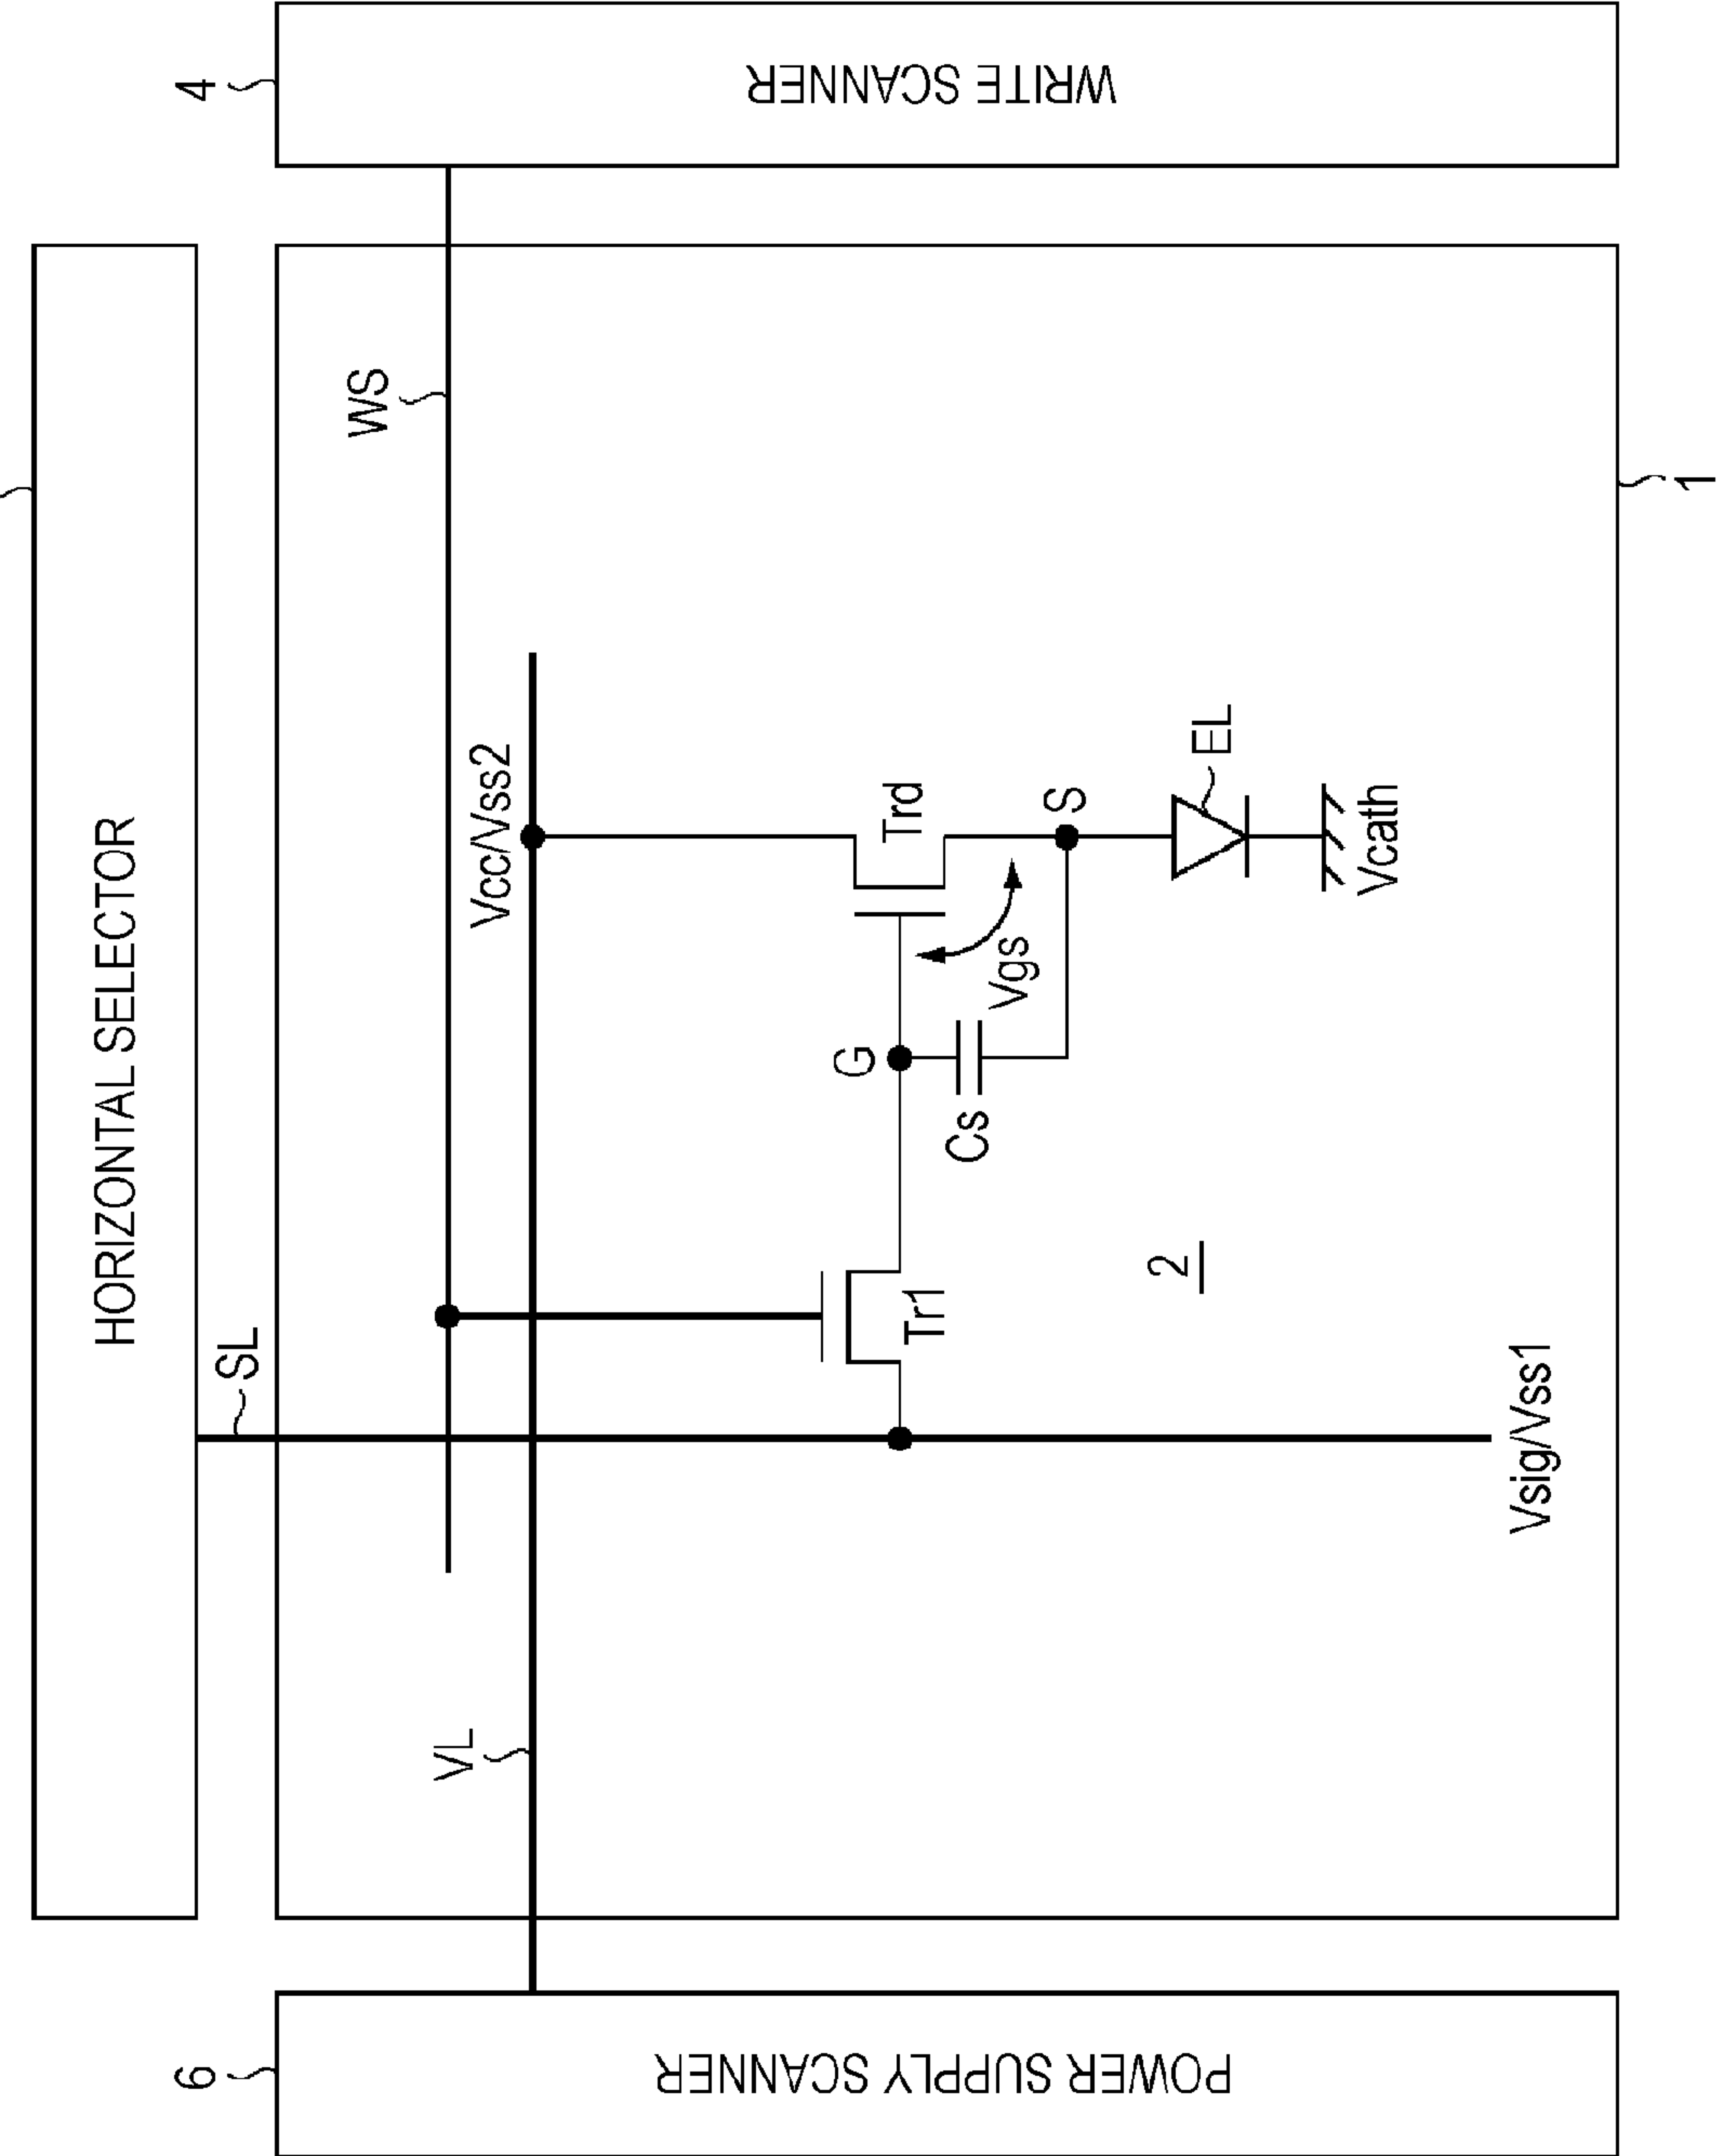 HORIZONTAL SELECTOR
6
SL
4
VL
WS
Vcc/Vss2
POWER SUPPLY SCANNER
WRITE SCANNER
G
Trd
Tr1
Cs
Vgs
S
2
EL
Vcath
Vsig/Vss1
1